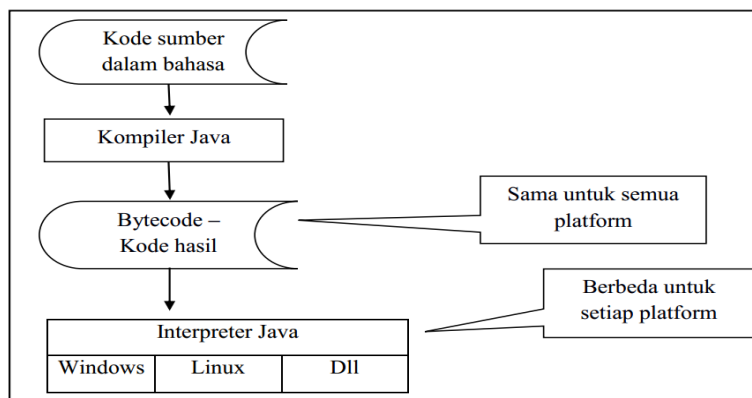 Kode sumber
dalam bahasa
Kompiler Java
Bytecode –
Kode hasil
Sama untuk semua
platform
Berbeda untuk
setiap platform
Interpreter Java
Windows
Linux
Dll